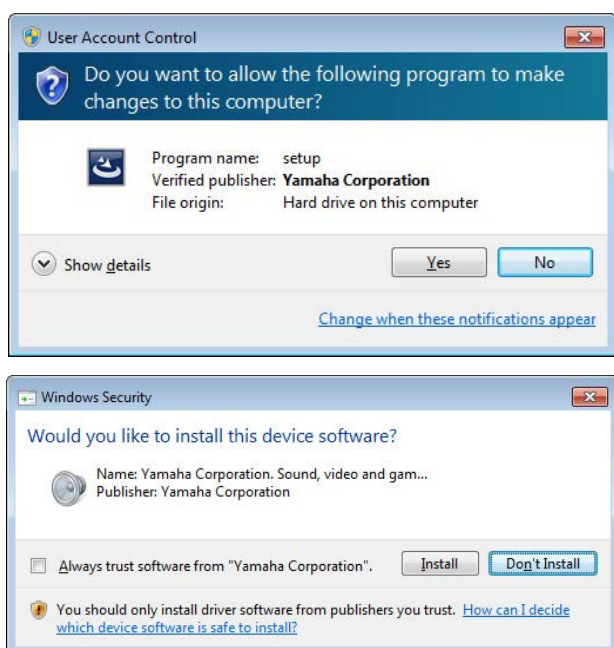 User Account Control
Do you want to allow the following program to make
changes to this computer?
Program name: setup
Verified publisher: Yamaha Corporation
File origin: Hard drive on this computer
Show details
Yes
No
Change when these notifications appear
Windows Security
Would you like to install this device software?
Name: Yamaha Corporation. Sound, video and gam...
Publisher: Yamaha Corporation
Always trust software from "Yamaha Corporation".
Install
Don't Install
You should only install driver software from publishers you trust. How can I decide
which device software is safe to install?